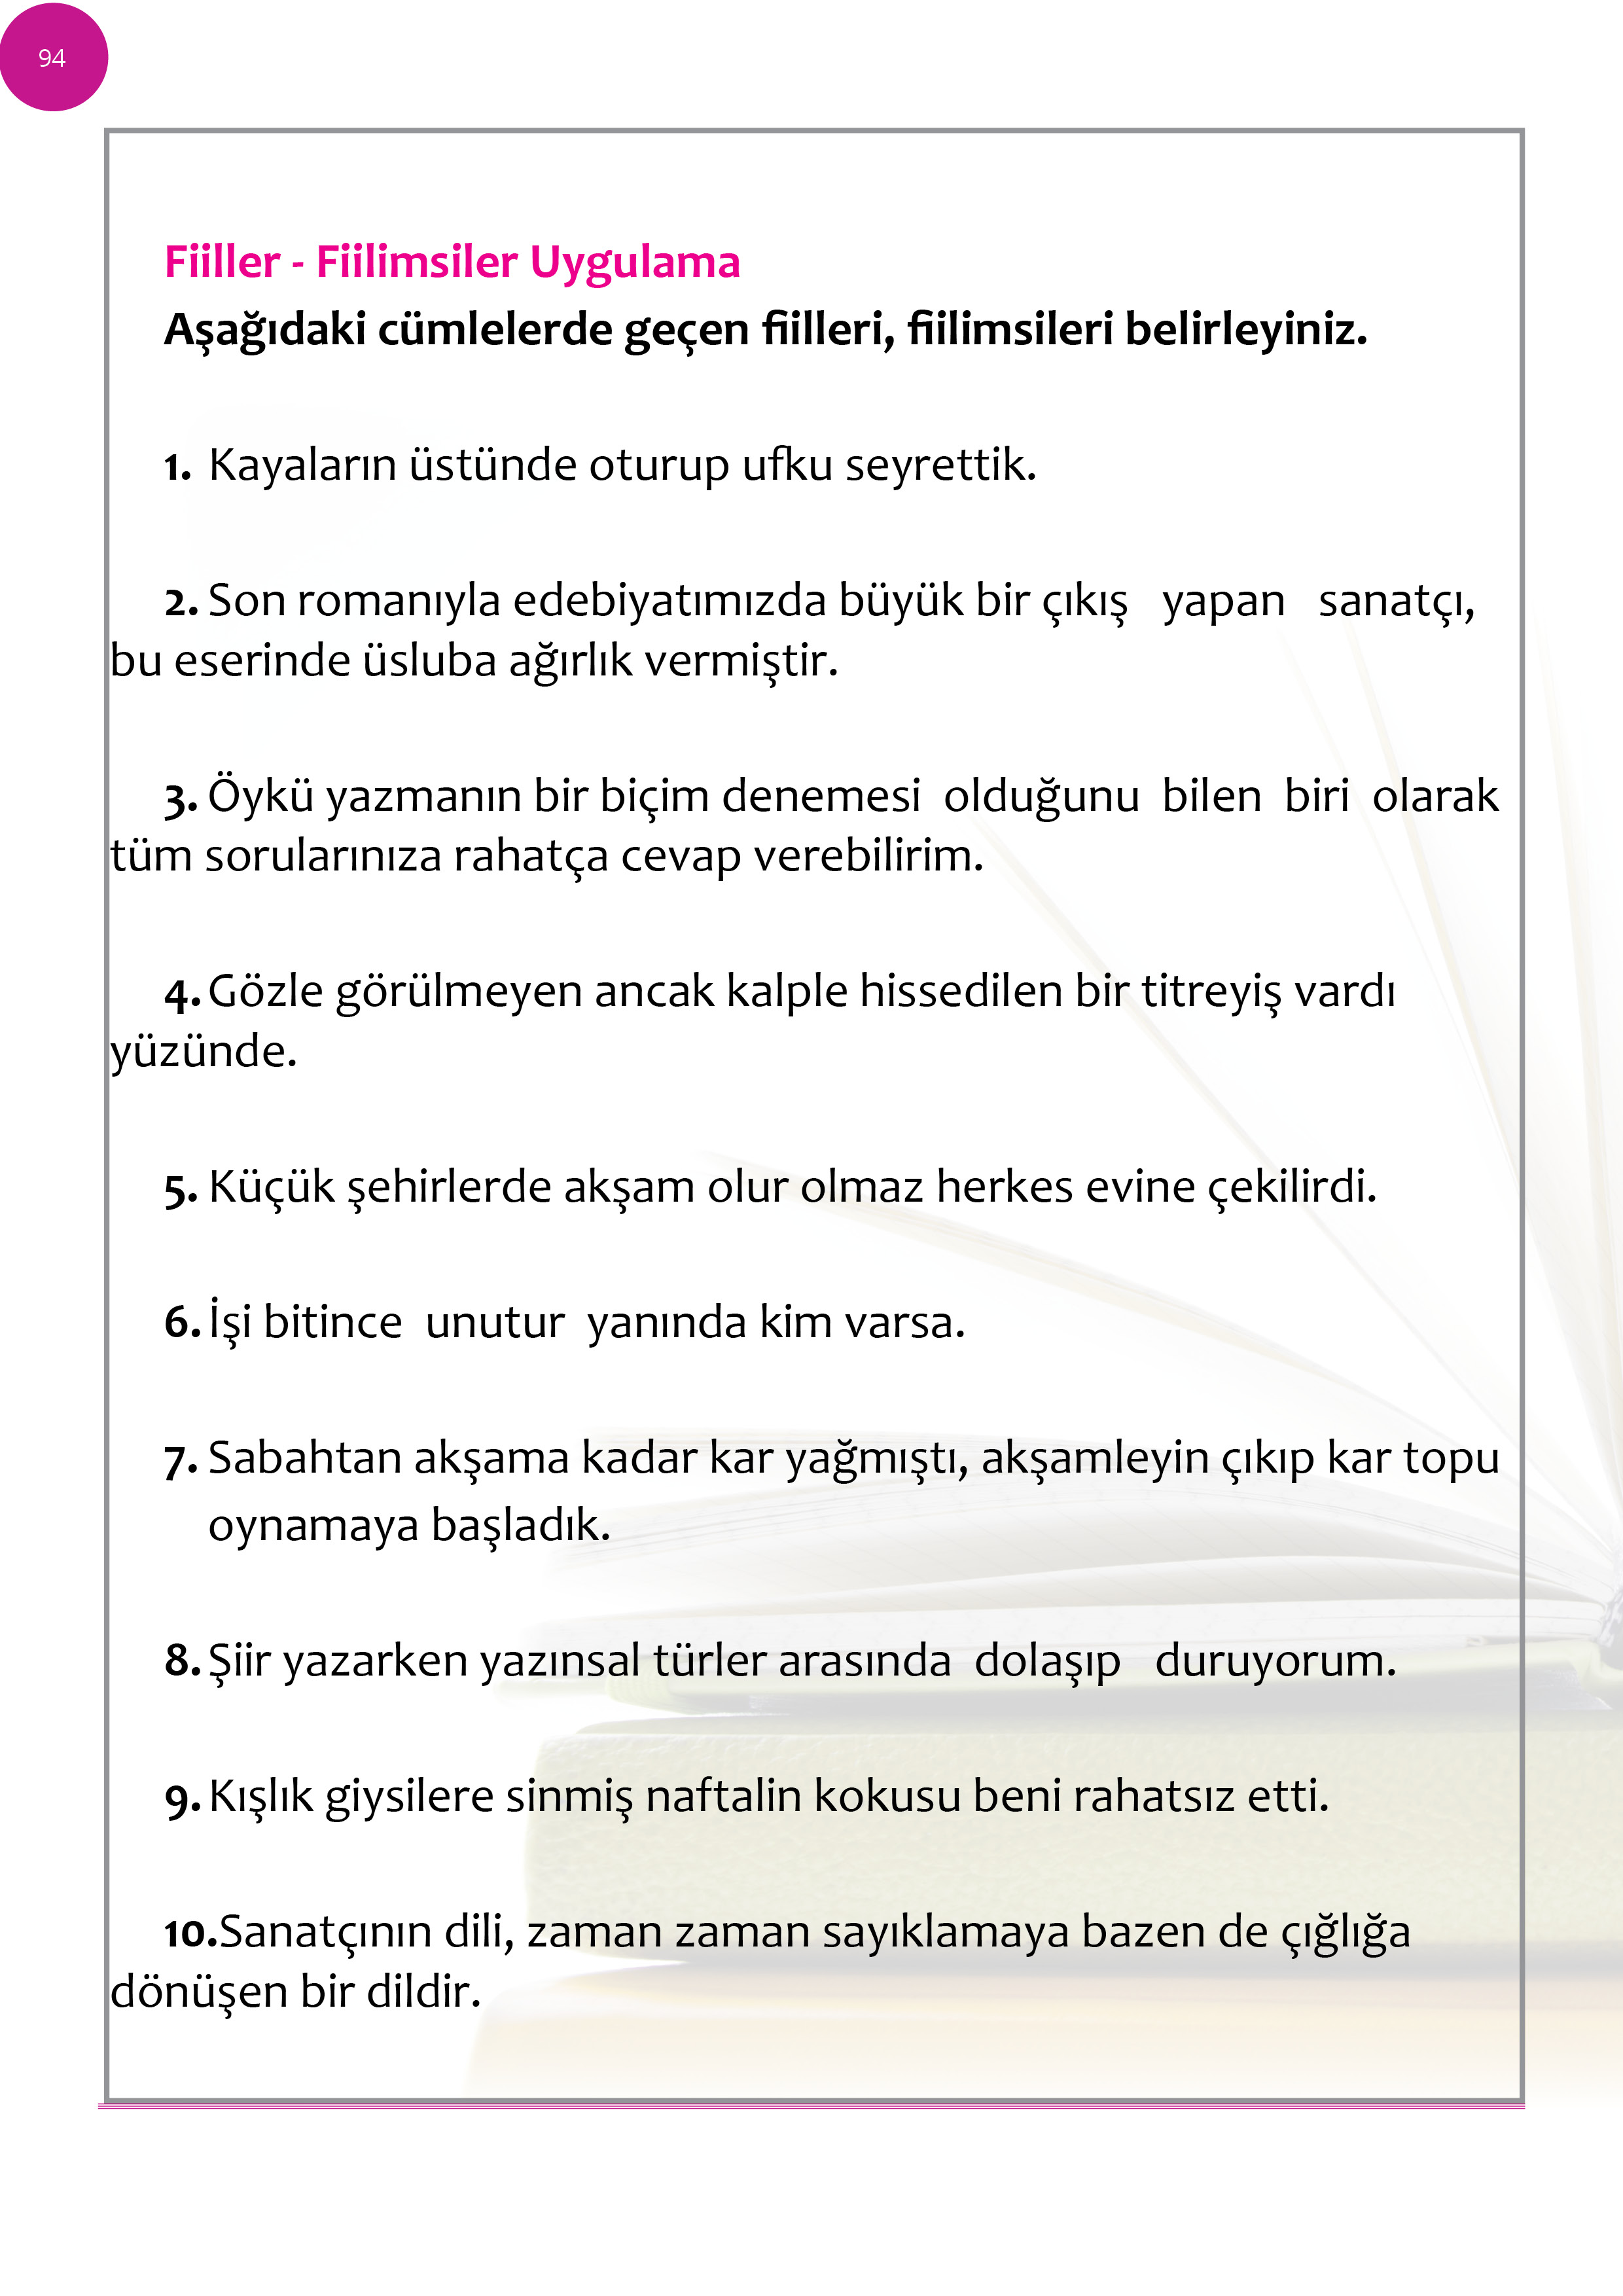 94
Fiiller - Fiilimsiler Uygulama
Aşağıdaki cümlelerde geçen fiilleri, fiilimsileri belirleyiniz.
1. Kayaların üstünde oturup ufku seyrettik.
2. Son romanıyla edebiyatımızda büyük bir çıkış yapan sanatçı,
bu eserinde üsluba ağırlık vermiştir.
3. Öykü yazmanın bir biçim denemesi olduğunu bilen biri olarak
tüm sorularınıza rahatça cevap verebilirim.
4. Gözle görülmeyen ancak kalple hissedilen bir titreyiş vardı
yüzünde.
5. Küçük şehirlerde akşam olur olmaz herkes evine çekilirdi.
6. İşi bitince unutur yanında kim varsa.
7. Sabahtan akşama kadar kar yağmıştı, akşamleyin çıkıp kar topu
oynamaya başladık.
8. Şiir yazarken yazınsal türler arasında dolaşıp duruyorum.
9. Kışlık giysilere sinmiş naftalin kokusu beni rahatsız etti.
10.Sanatçının dili, zaman zaman sayıklamaya bazen de çığlığa
dönüşen bir dildir.